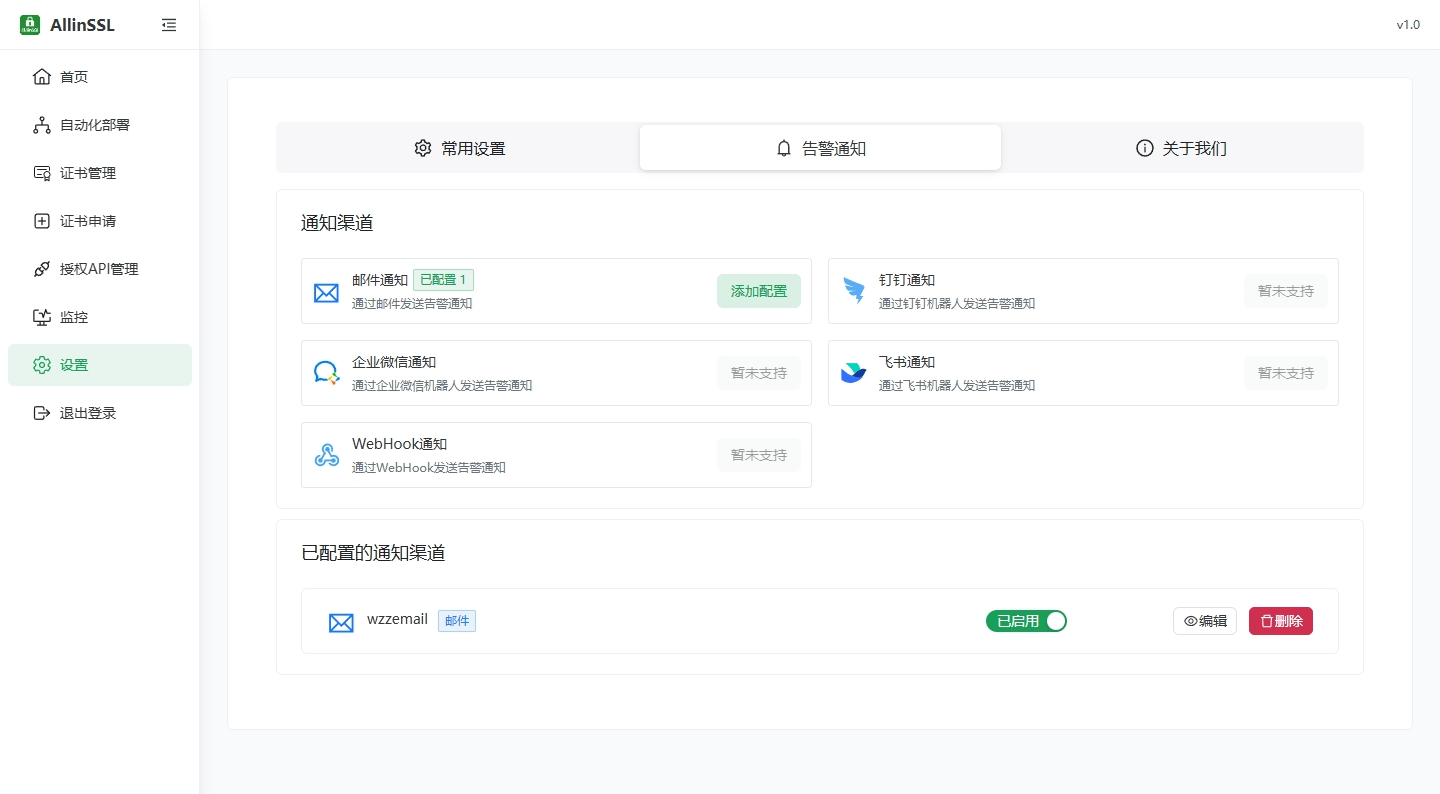 AllinSSL
v1.0
首页
自动化部署
证书管理
证书申请
授权API管理
监控
设置
退出登录
常用设置
告警通知
关于我们
通知渠道
邮件通知 已配置 1
通过邮件发送告警通知
添加配置
钉钉通知
通过钉钉机器人发送告警通知
暂未支持
企业微信通知
通过企业微信机器人发送告警通知
暂未支持
飞书通知
通过飞书机器人发送告警通知
暂未支持
WebHook通知
通过WebHook发送告警通知
暂未支持
已配置的通知渠道
wzzemail 邮件
已启用
编辑
删除